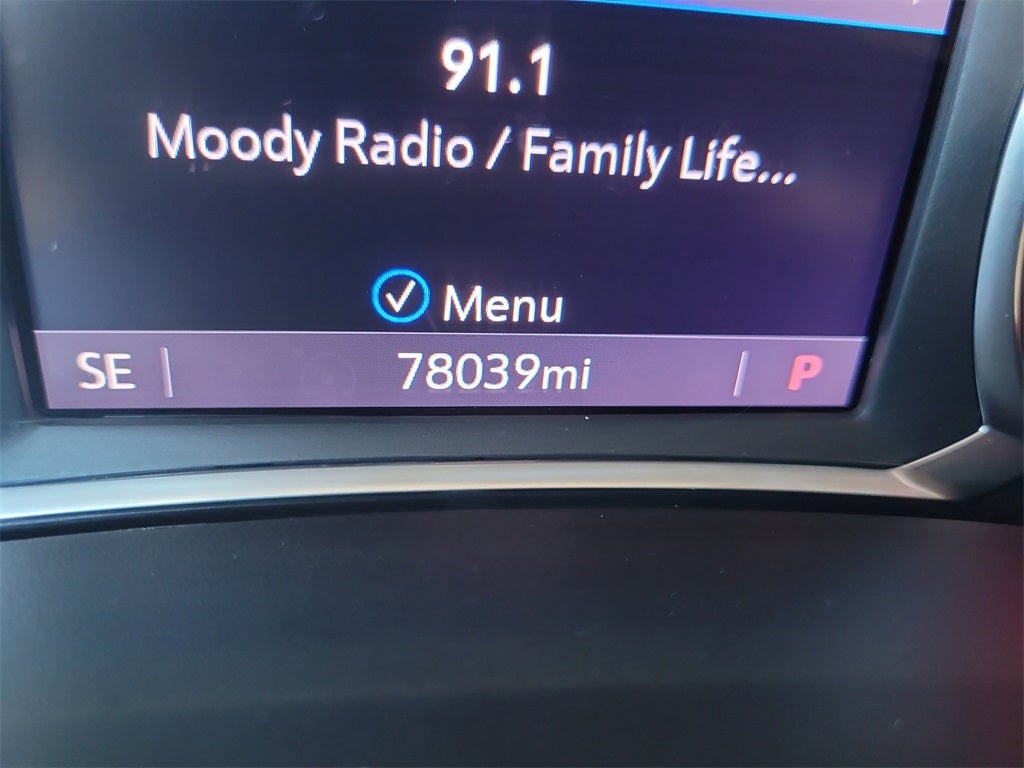 91.1
Moody Radio / Family Life...
Menu
SE 78039mi P